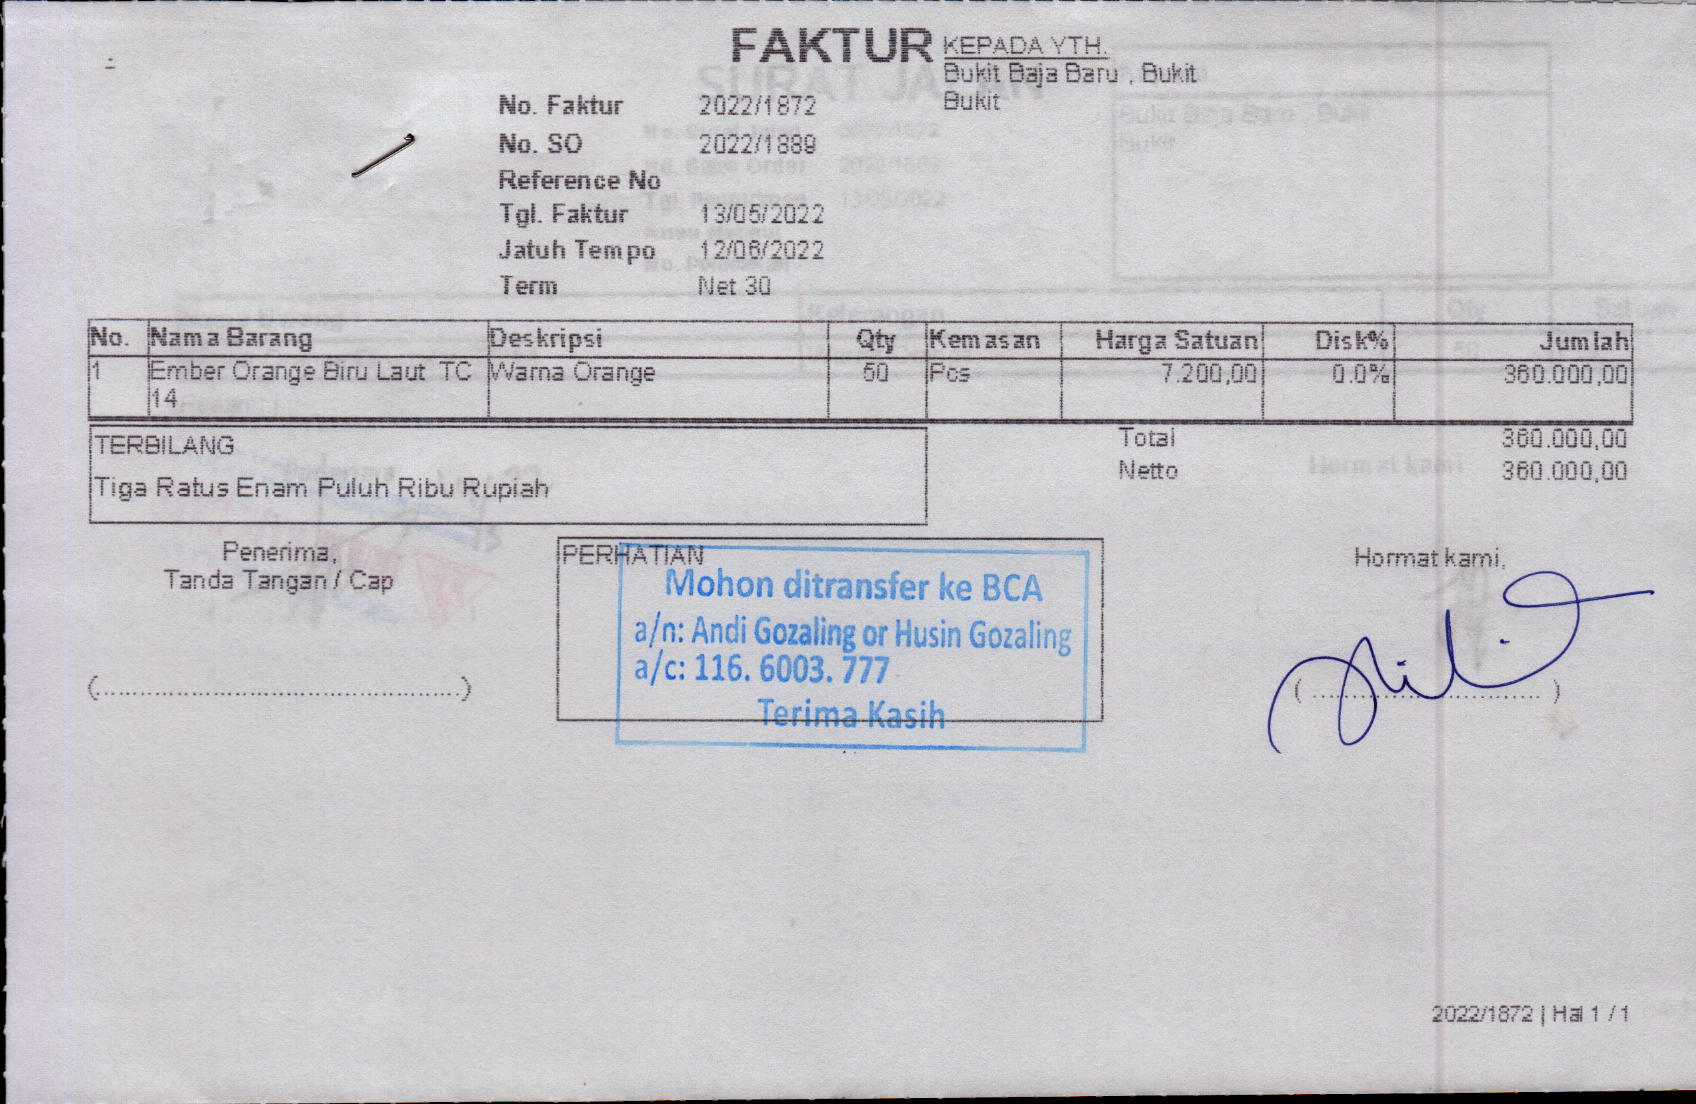 FAKTUR
KEPADA YTH.
Bukit Baja Baru , Bukit
Bukit
No. Faktur 2022/1872
No. SO 2022/1889
Reference No
Tgl. Faktur 13/05/2022
Jatuh Tempo 12/06/2022
Term Net 30
No. Nama Barang Deskripsi Qty Kemasan Harga Satuan Disk% Jumlah
1 Ember Orange Biru Laut TC Warna Orange 50 Pcs 7.200,00 0.0% 360.000,00
14
TERBILANG
Tiga Ratus Enam Puluh Ribu Rupiah
Total 360.000,00
Netto 360.000,00
Penerima,
Tanda Tangan / Cap
(................................................)
PERHATIAN
Mohon ditransfer ke BCA
a/n: Andi Gozaling or Husin Gozaling
a/c: 116. 6003. 777
Terima Kasih
Hormat kami,
( .............................. )
2022/1872 | Hal 1 / 1